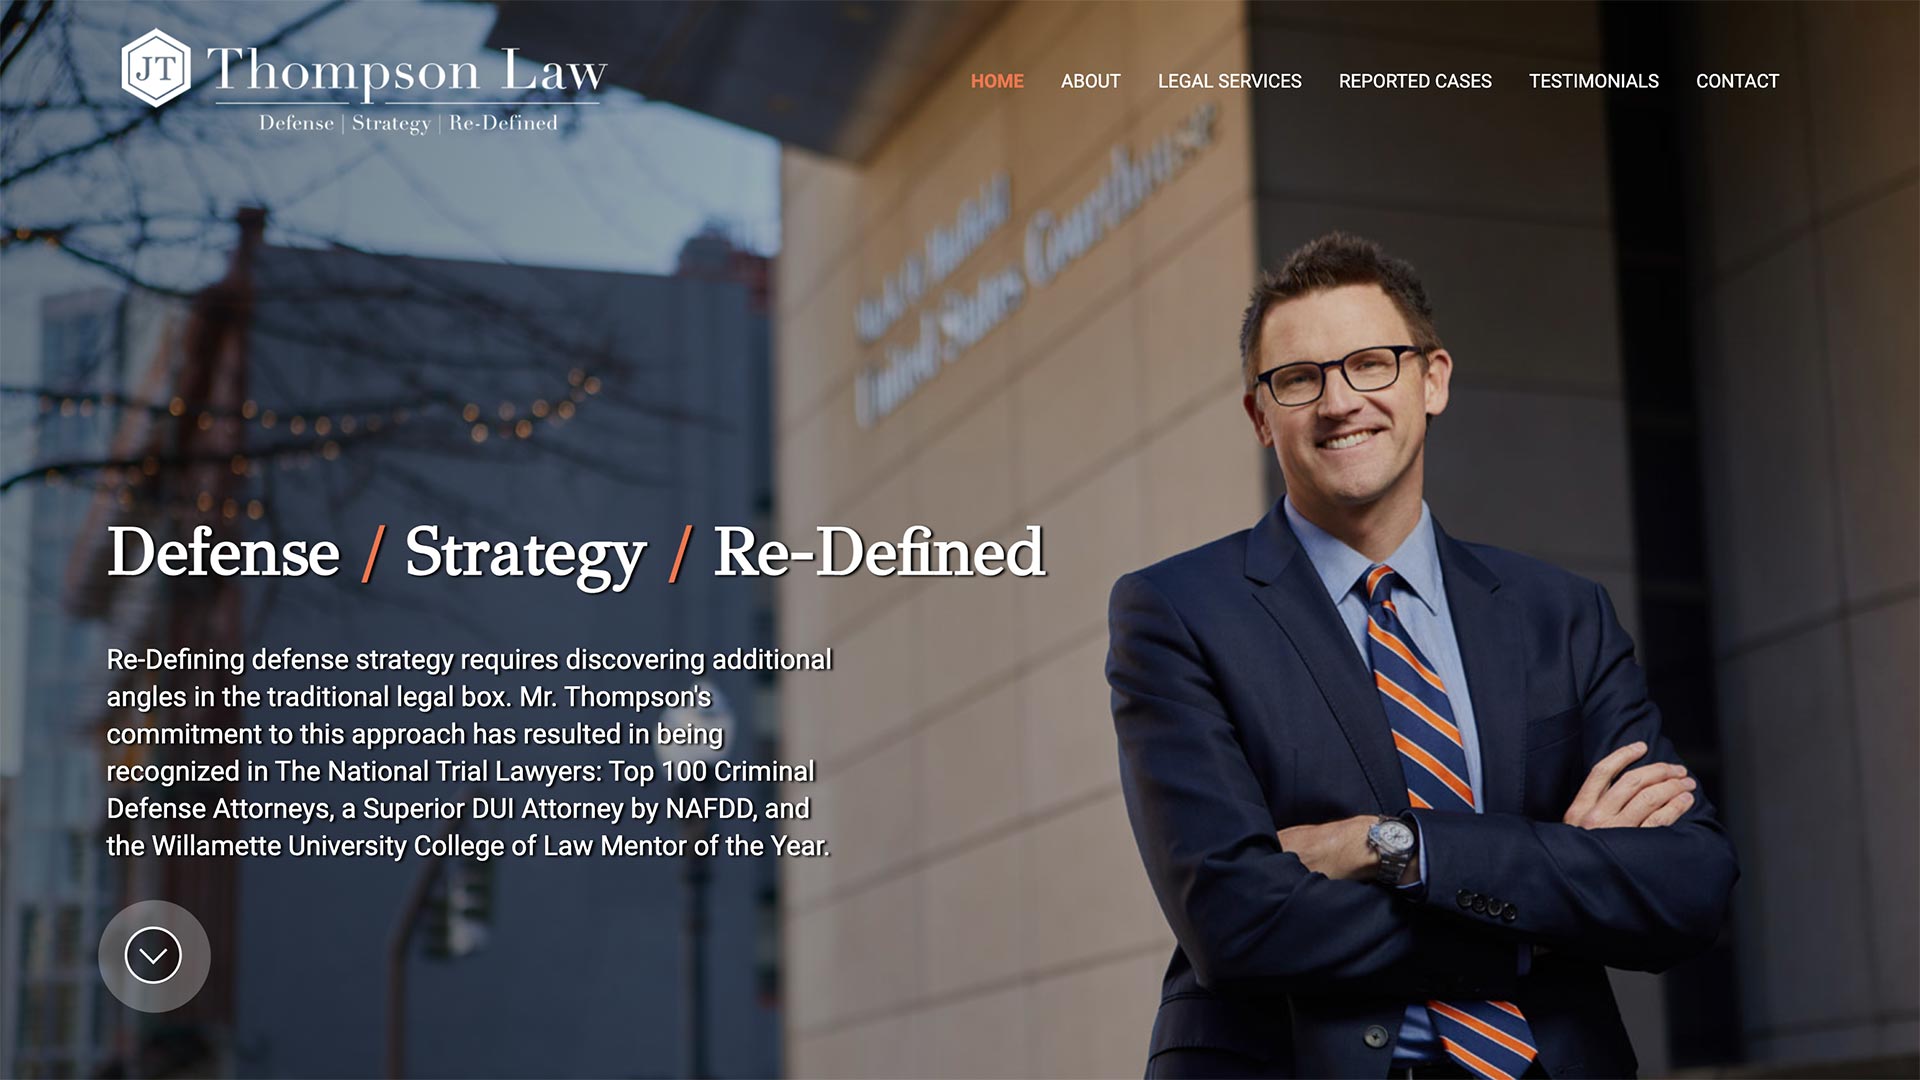 JT
Thompson Law
Defense | Strategy | Re-Defined
HOME ABOUT LEGAL SERVICES REPORTED CASES TESTIMONIALS CONTACT
United States Courthouse
Defense / Strategy / Re-Defined
Re-Defining defense strategy requires discovering additional
angles in the traditional legal box. Mr. Thompson's
commitment to this approach has resulted in being
recognized in The National Trial Lawyers: Top 100 Criminal
Defense Attorneys, a Superior DUI Attorney by NAFDD, and
the Willamette University College of Law Mentor of the Year.